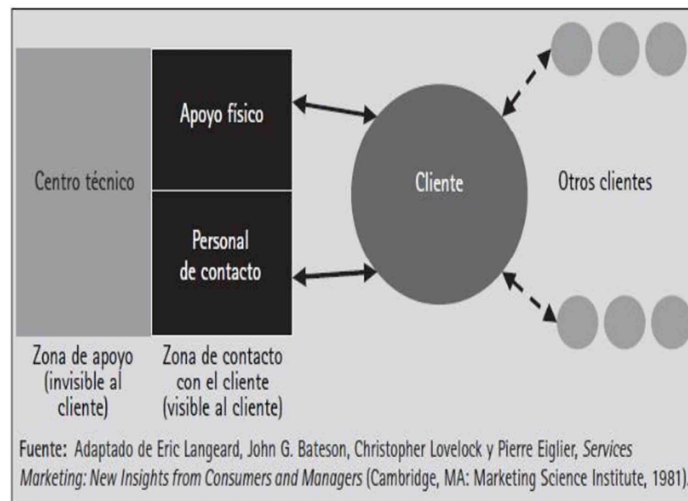 Centro técnico
Apoyo físico
Personal
de contacto
Cliente
Otros clientes
Zona de apoyo
(invisible al
cliente)
Zona de contacto
con el cliente
(visible al cliente)
Fuente: Adaptado de Eric Langeard, John G. Bateson, Christopher Lovelock y Pierre Eiglier, Services
Marketing: New Insights from Consumers and Managers (Cambridge, MA: Marketing Science Institute, 1981).